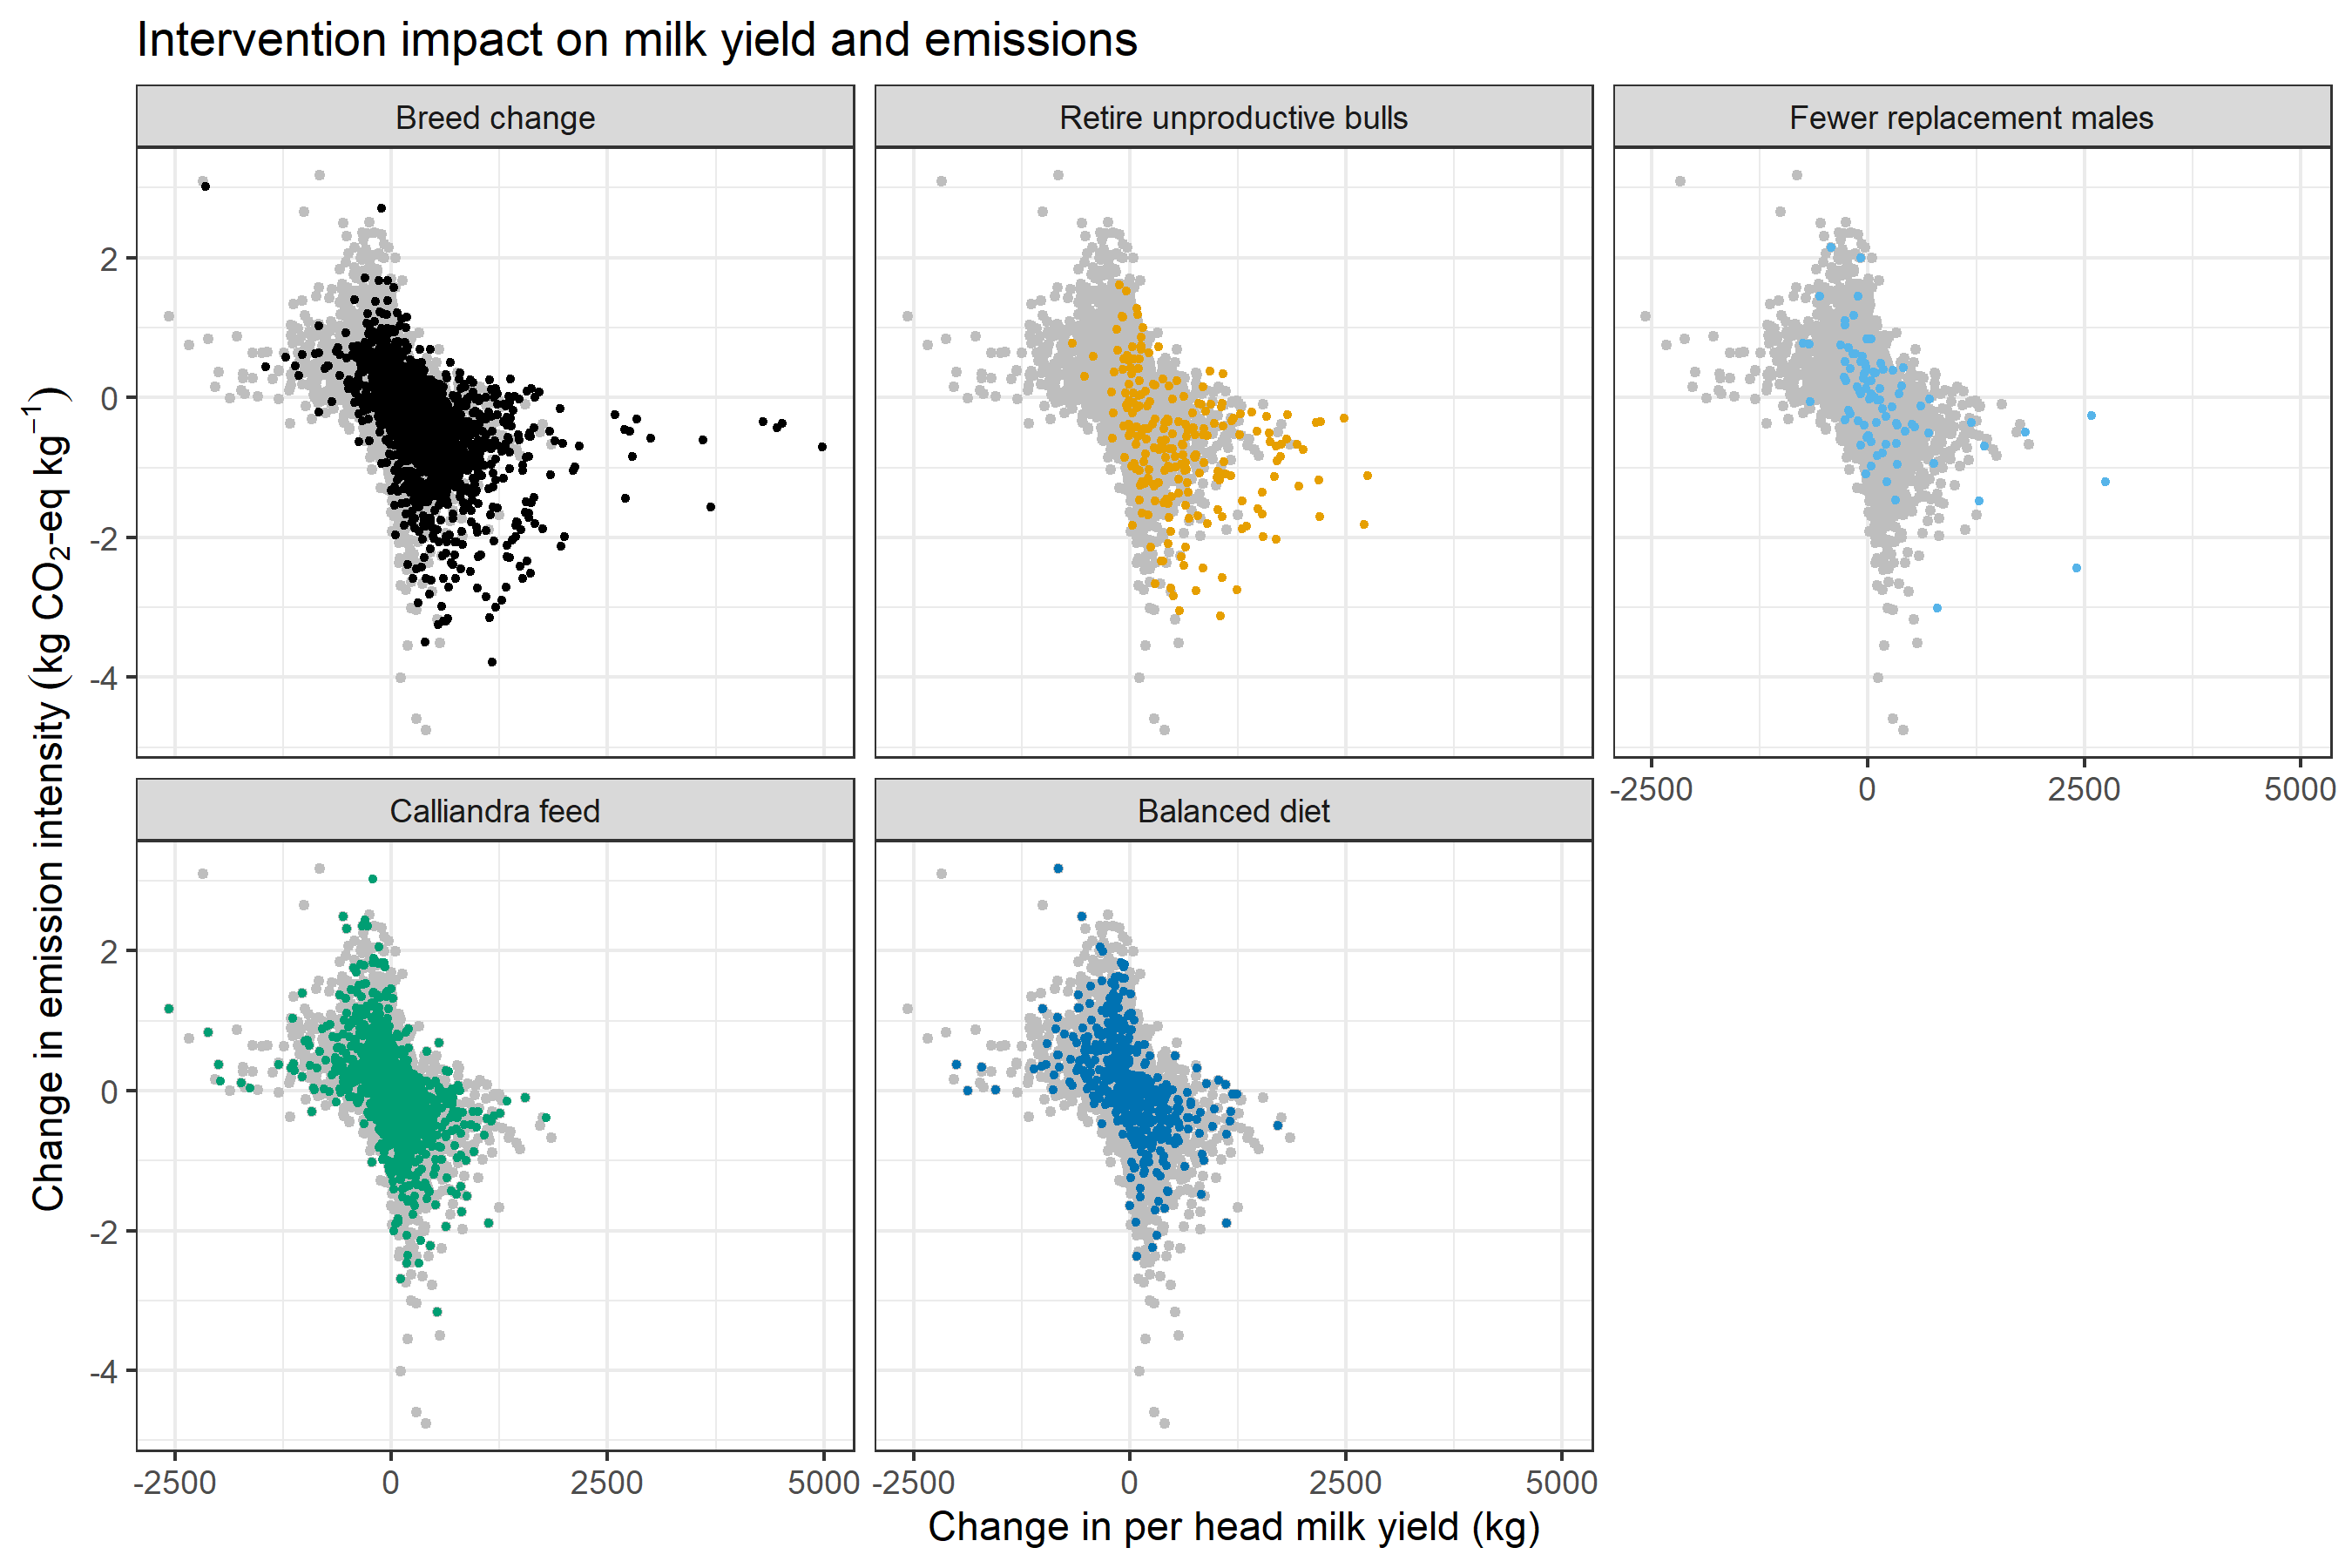 Intervention impact on milk yield and emissions
Breed change
Retire unproductive bulls
Fewer replacement males
2
0
-2
-4
-2500 0 2500 5000
Calliandra feed
Balanced diet
2
0
-2
-4
-2500 0 2500 5000
-2500 0 2500 5000
Change in per head milk yield (kg)
Change in emission intensity (kg CO₂-eq kg⁻¹)